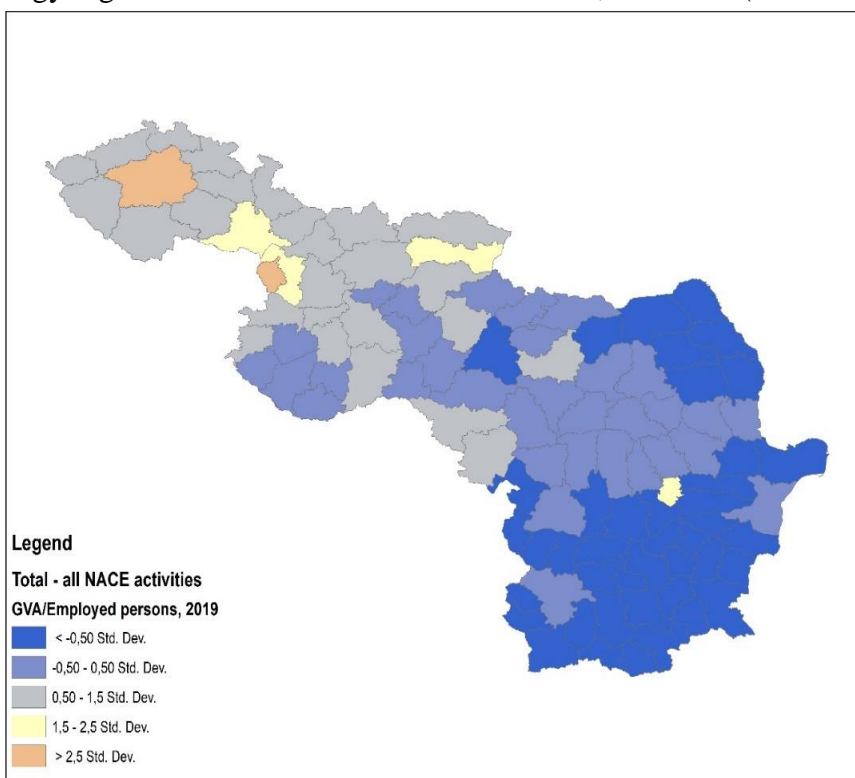 Legend
Total - all NACE activities
GVA/Employed persons, 2019
< -0,50 Std. Dev.
-0,50 - 0,50 Std. Dev.
0,50 - 1,5 Std. Dev.
1,5 - 2,5 Std. Dev.
> 2,5 Std. Dev.